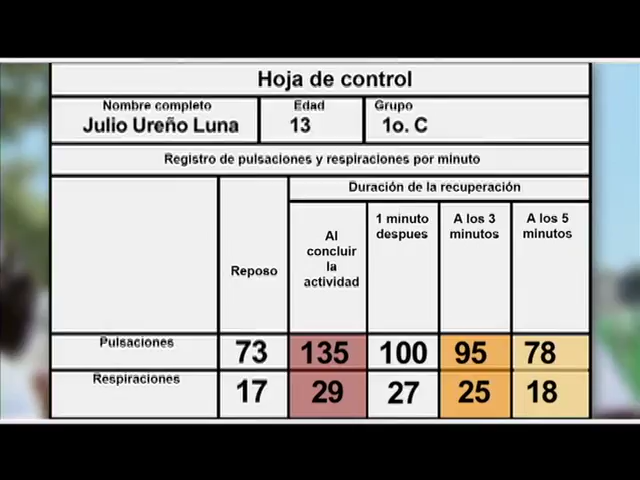 Hoja de control
Nombre completo
Edad
Grupo
Julio Ureño Luna
13
1o. C
Registro de pulsaciones y respiraciones por minuto
Duración de la recuperación
Reposo
Al
concluir
la
actividad
1 minuto
despues
A los 3
minutos
A los 5
minutos
Pulsaciones
73
135
100
95
78
Respiraciones
17
29
27
25
18